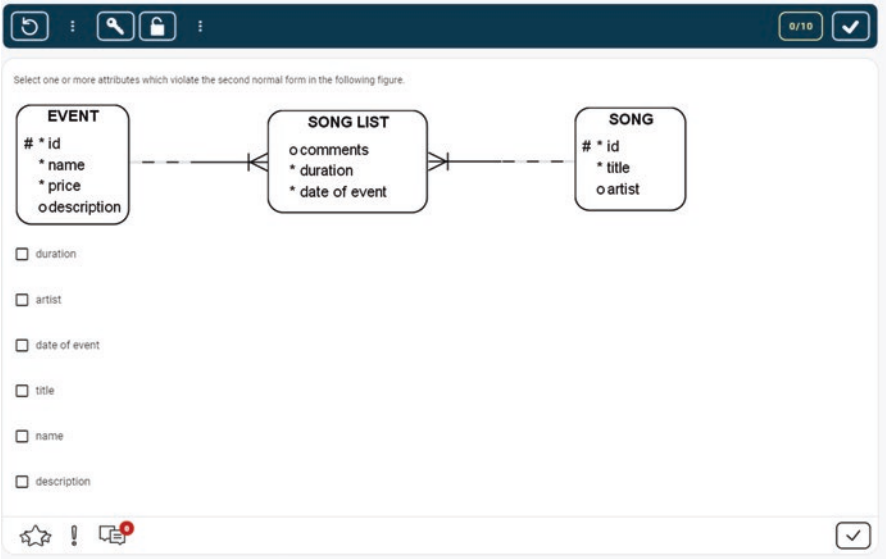 0/10
Select one or more attributes which violate the second normal form in the following figure.
EVENT
# * id
* name
* price
o description
SONG LIST
o comments
* duration
* date of event
SONG
# * id
* title
o artist
duration
artist
date of event
title
name
description
0